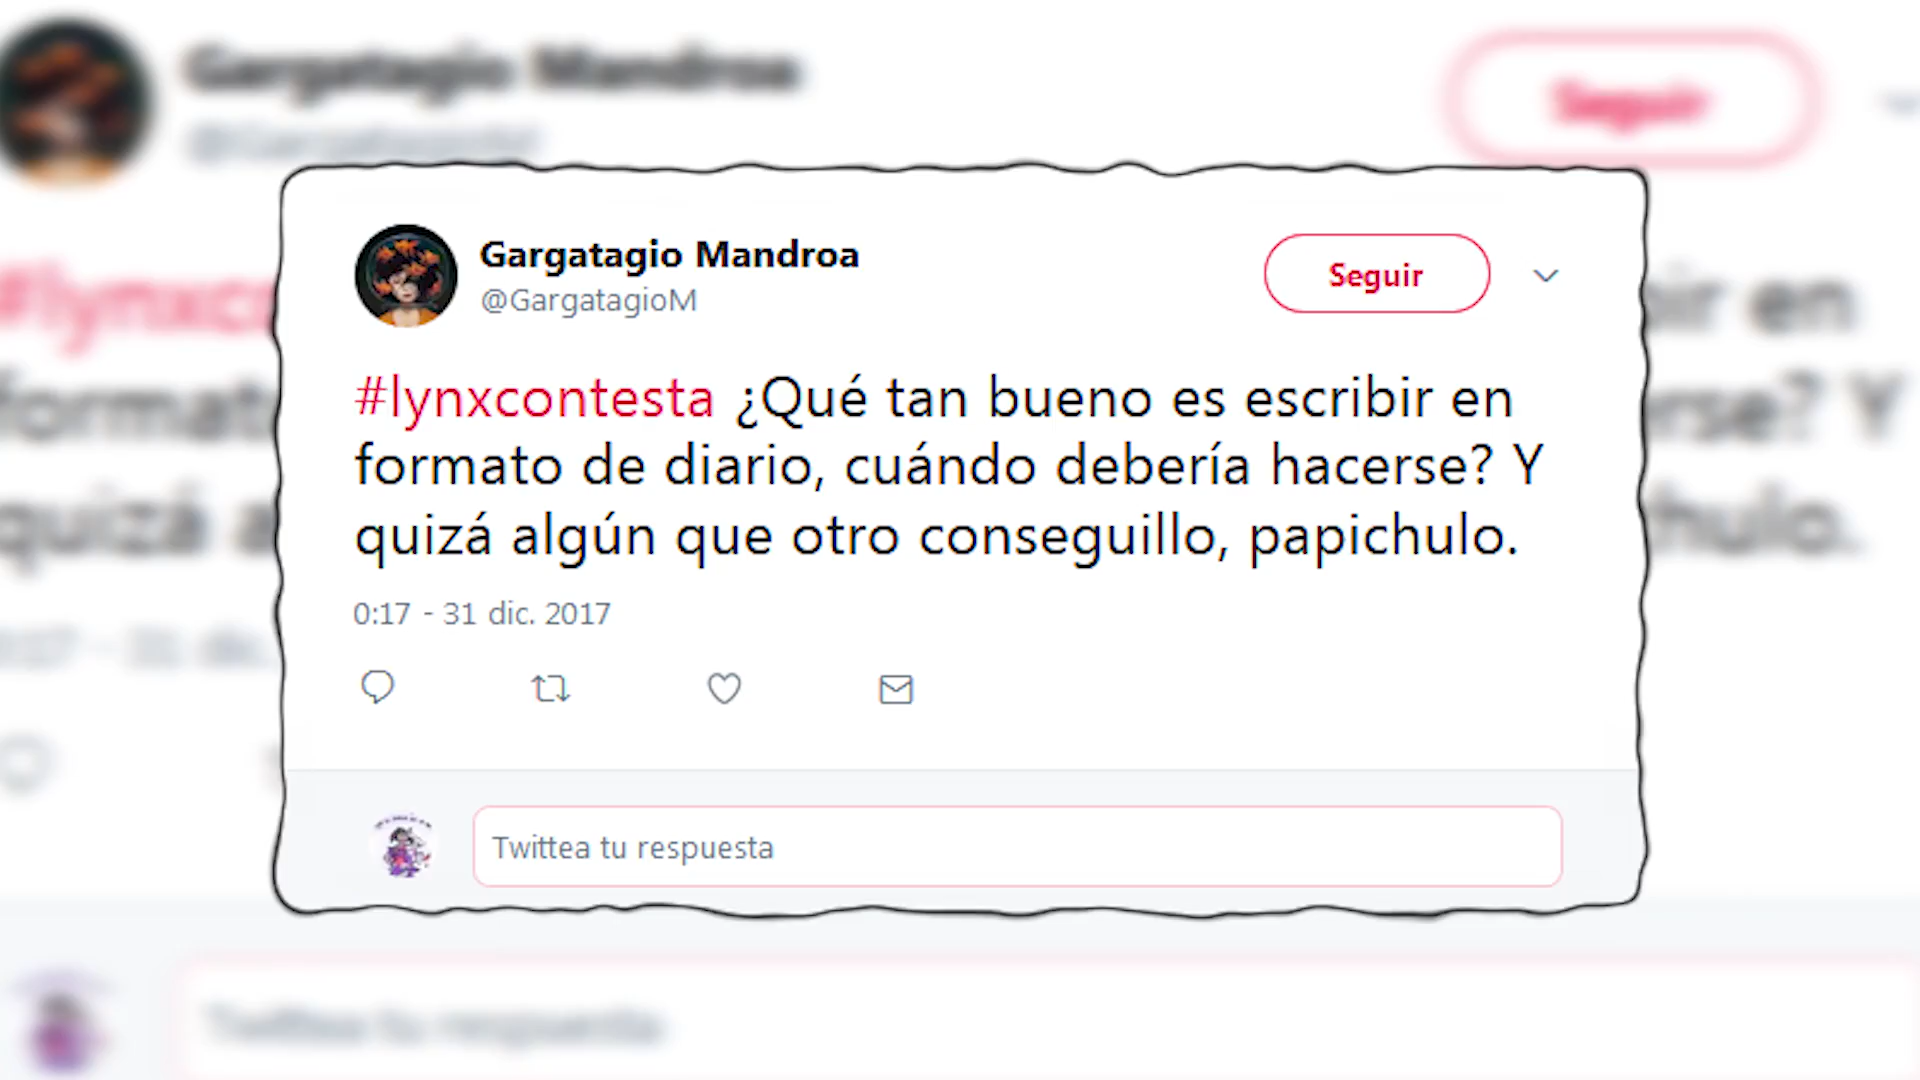 Gargatagio Mandroa
@GargatagioM
Seguir
#lynxcontesta ¿Qué tan bueno es escribir en
formato de diario, cuándo debería hacerse? Y
quizá algún que otro conseguillo, papichulo.
0:17 - 31 dic. 2017
Twittea tu respuesta